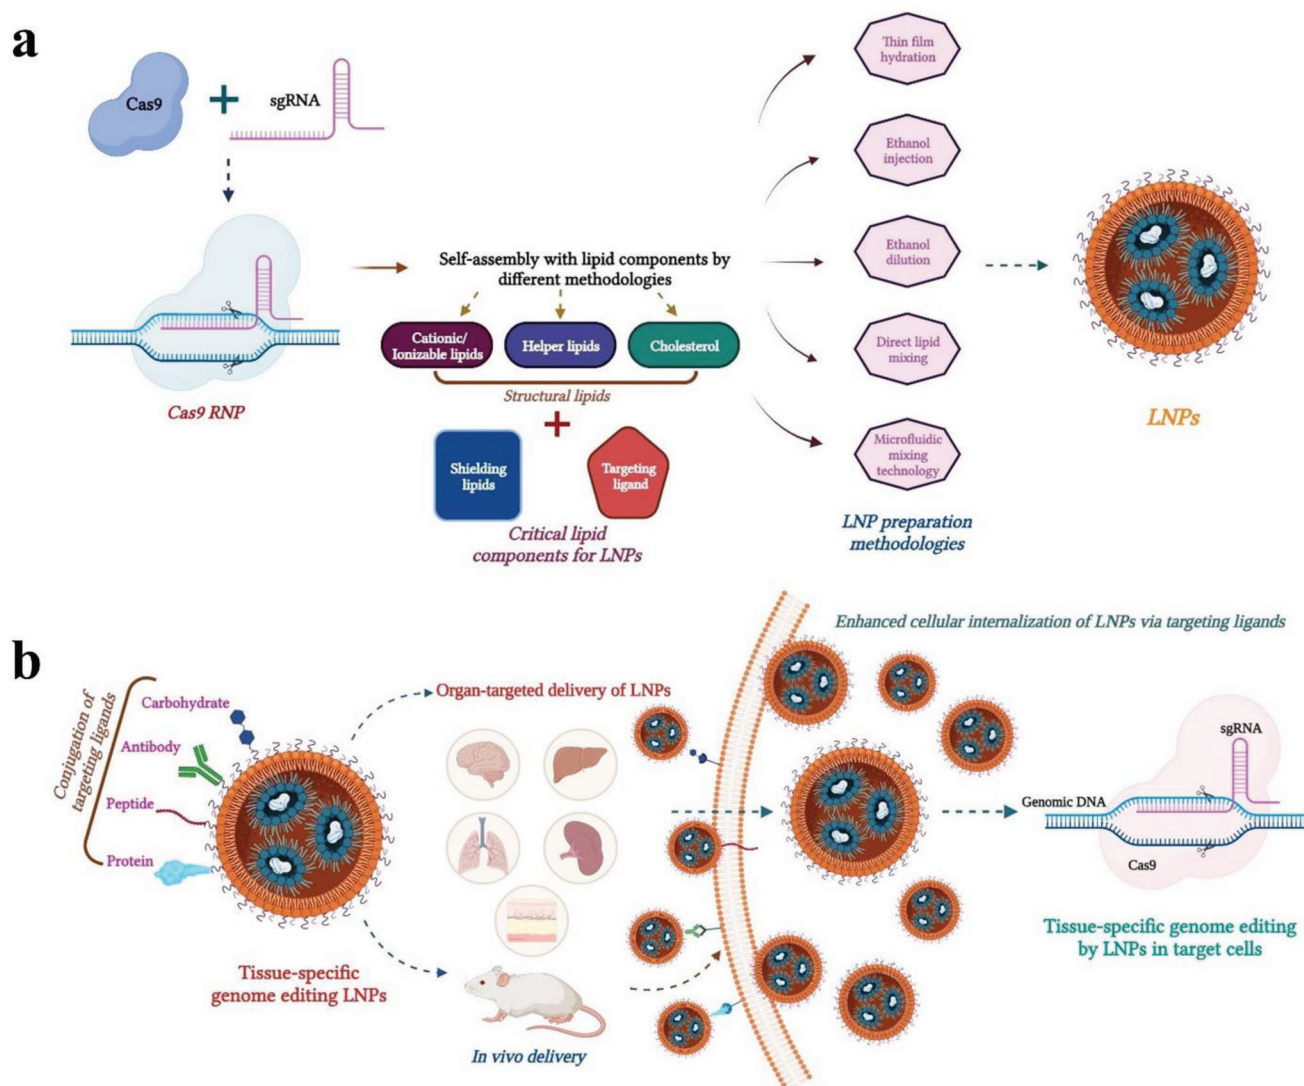 a
Cas9
sgRNA
Cas9 RNP
Self-assembly with lipid components by
different methodologies
Cationic/
Ionizable lipids
Helper lipids
Cholesterol
Structural lipids
Shielding
lipids
Targeting
ligand
Critical lipid
components for LNPs
Thin film
hydration
Ethanol
injection
Ethanol
dilution
Direct lipid
mixing
Microfluidic
mixing
technology
LNP preparation
methodologies
LNPs
b
Conjugation of
targeting ligands
Carbohydrate
Antibody
Peptide
Protein
Tissue-specific
genome editing LNPs
Organ-targeted delivery of LNPs
In vivo delivery
Enhanced cellular internalization of LNPs via targeting ligands
sgRNA
Genomic DNA
Cas9
Tissue-specific genome editing
by LNPs in target cells